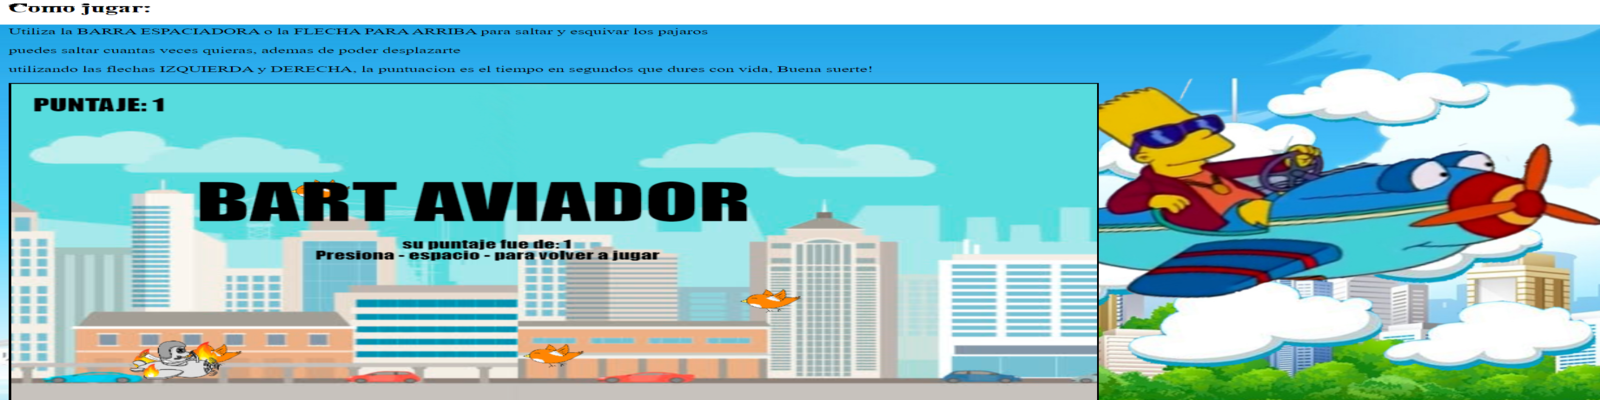 Como jugar:
Utiliza la BARRA ESPACIADORA o la FLECHA PARA ARRIBA para saltar y esquivar los pajaros
puedes saltar cuantas veces quieras, ademas de poder desplazarte
utilizando las flechas IZQUIERDA y DERECHA, la puntuacion es el tiempo en segundos que dures con vida, Buena suerte!
PUNTAJE: 1
BART AVIADOR
su puntaje fue de: 1
Presiona - espacio - para volver a jugar